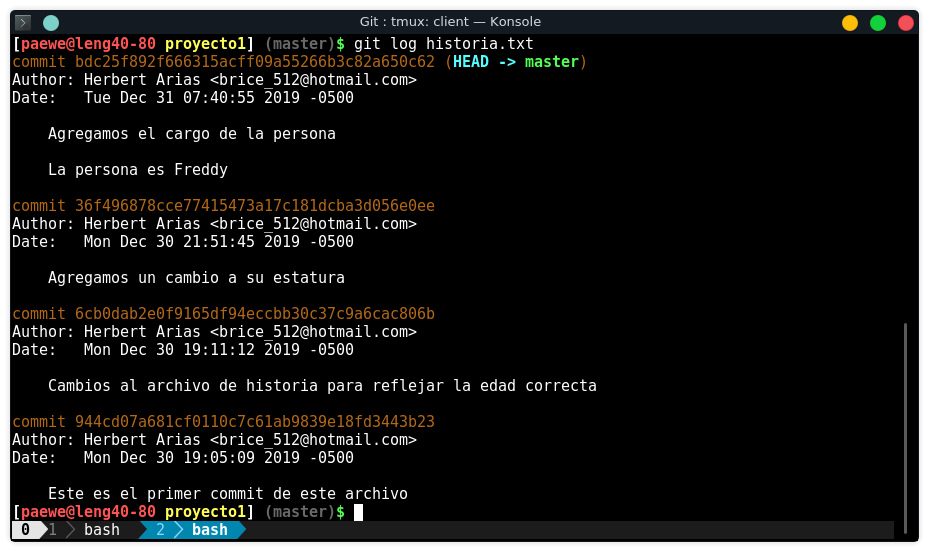 Git : tmux: client — Konsole
[paewe@leng40-80 proyecto1] (master)$ git log historia.txt
commit bdc25f892f666315acff09a55266b3c82a650c62 (HEAD -> master)
Author: Herbert Arias <brice_512@hotmail.com>
Date:   Tue Dec 31 07:40:55 2019 -0500
Agregamos el cargo de la persona
La persona es Freddy
commit 36f496878cce77415473a17c181dcba3d056e0ee
Author: Herbert Arias <brice_512@hotmail.com>
Date:   Mon Dec 30 21:51:45 2019 -0500
Agregamos un cambio a su estatura
commit 6cb0dab2e0f9165df94eccbb30c37c9a6cac806b
Author: Herbert Arias <brice_512@hotmail.com>
Date:   Mon Dec 30 19:11:12 2019 -0500
Cambios al archivo de historia para reflejar la edad correcta
commit 944cd07a681cf0110c7c61ab9839e18fd3443b23
Author: Herbert Arias <brice_512@hotmail.com>
Date:   Mon Dec 30 19:05:09 2019 -0500
Este es el primer commit de este archivo
[paewe@leng40-80 proyecto1] (master)$
0 1 bash 2 bash